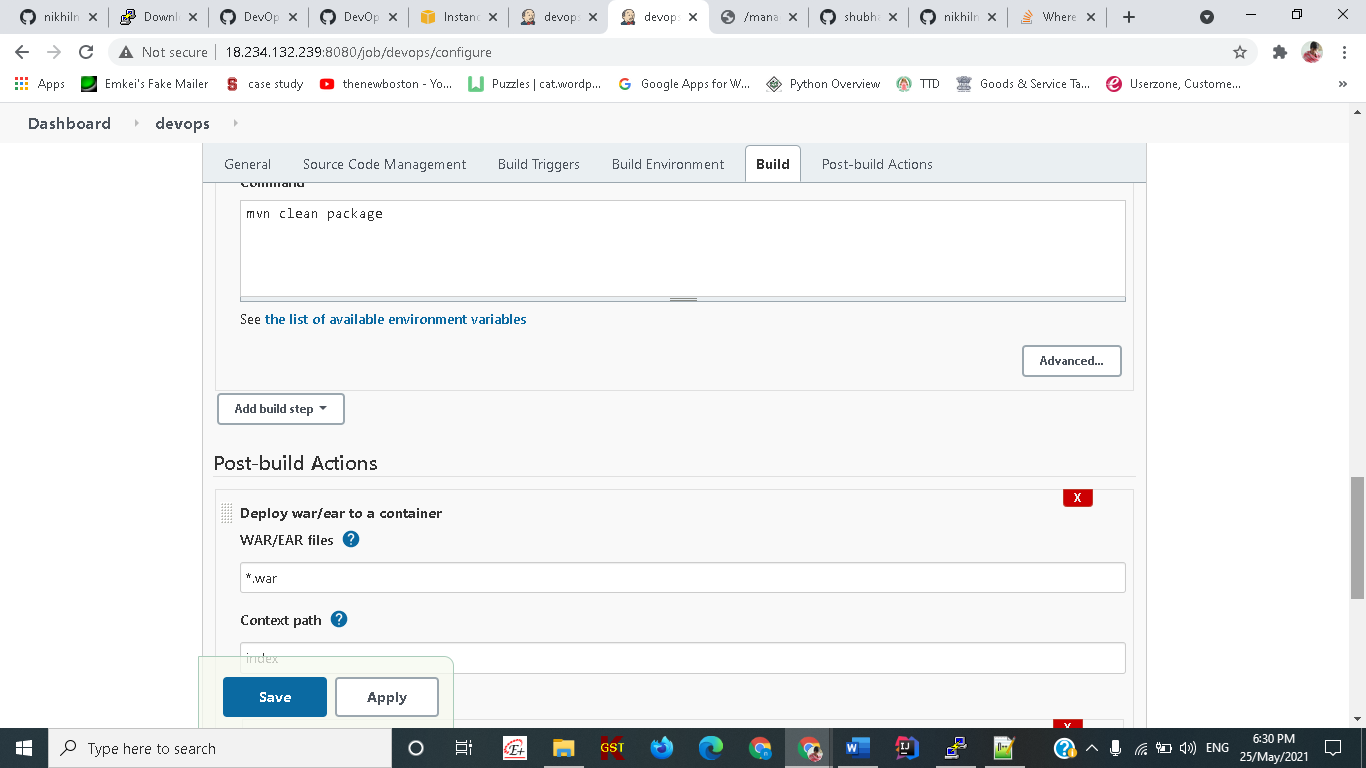 nikhiln
Downl
DevOp
DevOp
Instanc
devops
devops
/mana
shubha
nikhiln
Where
Not secure
18.234.132.239:8080/job/devops/configure
Apps
Emkei's Fake Mailer
case study
thenewboston - Yo...
Puzzles | cat.wordp...
Google Apps for W...
Python Overview
TTD
Goods & Service Ta...
Userzone, Custome...
»
Dashboard
devops
General
Source Code Management
Build Triggers
Build Environment
Build
Post-build Actions
Command
mvn clean package
See the list of available environment variables
Advanced...
Add build step
Post-build Actions
X
Deploy war/ear to a container
WAR/EAR files ?
*.war
Context path ?
index
Save
Apply
X
Type here to search
GST
ENG
6:30 PM
25/May/2021